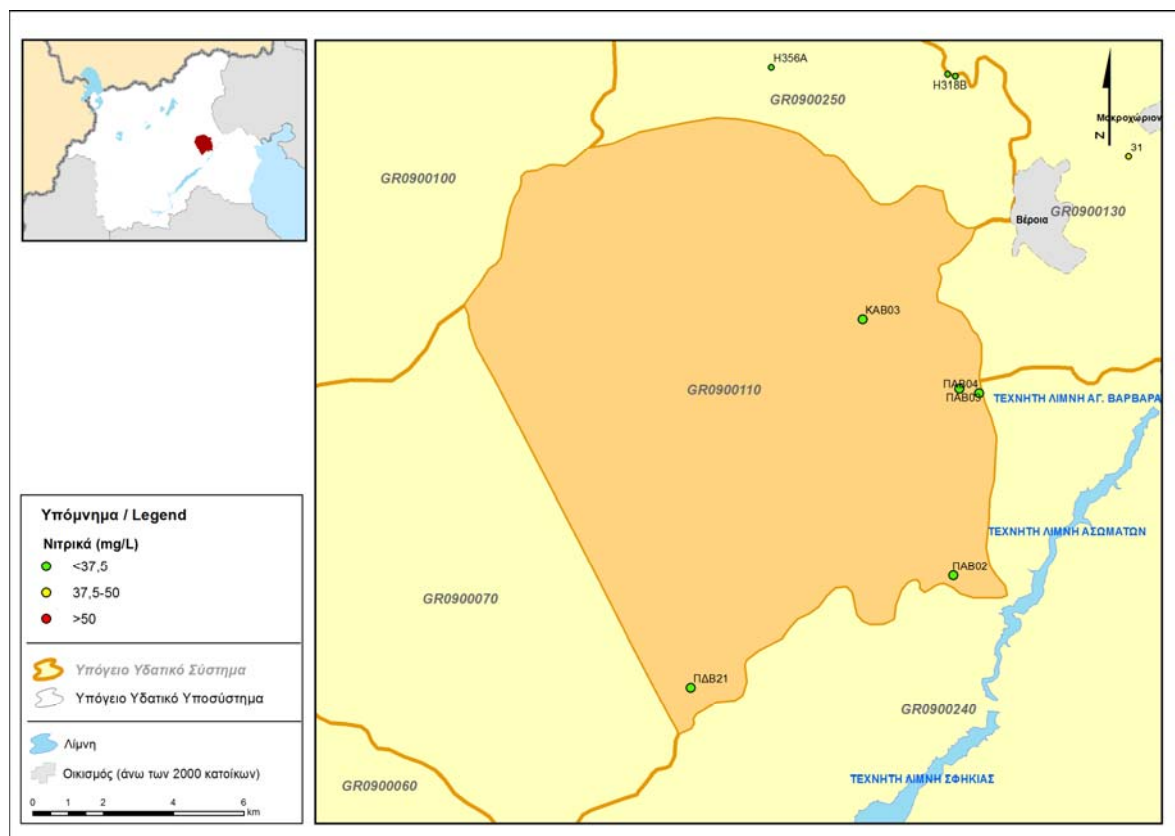 H356A
GR0900250
H318B
Μακροχώριον
31
Z
GR0900100
GR0900130
Βέροια
KAB03
GR0900110
ΠΑΒ04
ΠΑΒ03
ΤΕΧΝΗΤΗ ΛΙΜΝΗ ΑΓ. ΒΑΡΒΑΡΑ
ΤΕΧΝΗΤΗ ΛΙΜΝΗ ΑΣΩΜΑΤΩΝ
ΠΑΒ02
GR0900070
ΠΔΒ21
GR0900240
ΤΕΧΝΗΤΗ ΛΙΜΝΗ ΣΦΗΚΙΑΣ
GR0900060
Υπόμνημα / Legend
Νιτρικά (mg/L)
<37,5
37,5-50
>50
Υπόγειο Υδατικό Σύστημα
Υπόγειο Υδατικό Υποσύστημα
Λίμνη
Οικισμός (άνω των 2000 κατοίκων)
0 1 2 4 6
km